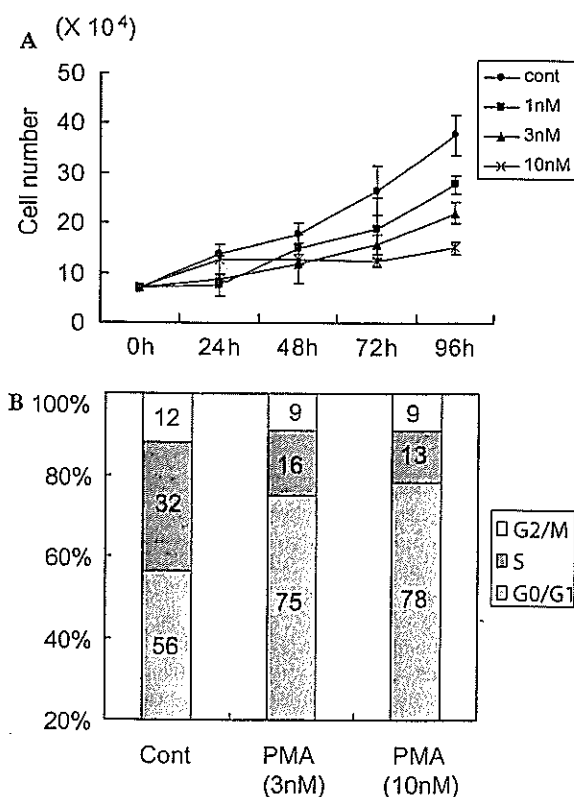 A
(X 10⁴)
50
40
30
20
10
0
Cell number
0h 24h 48h 72h 96h
cont
1nM
3nM
10nM
B
100%
80%
60%
40%
20%
12 9 9
32 16 13
56 75 78
G2/M
S
G0/G1
Cont PMA PMA
(3nM) (10nM)